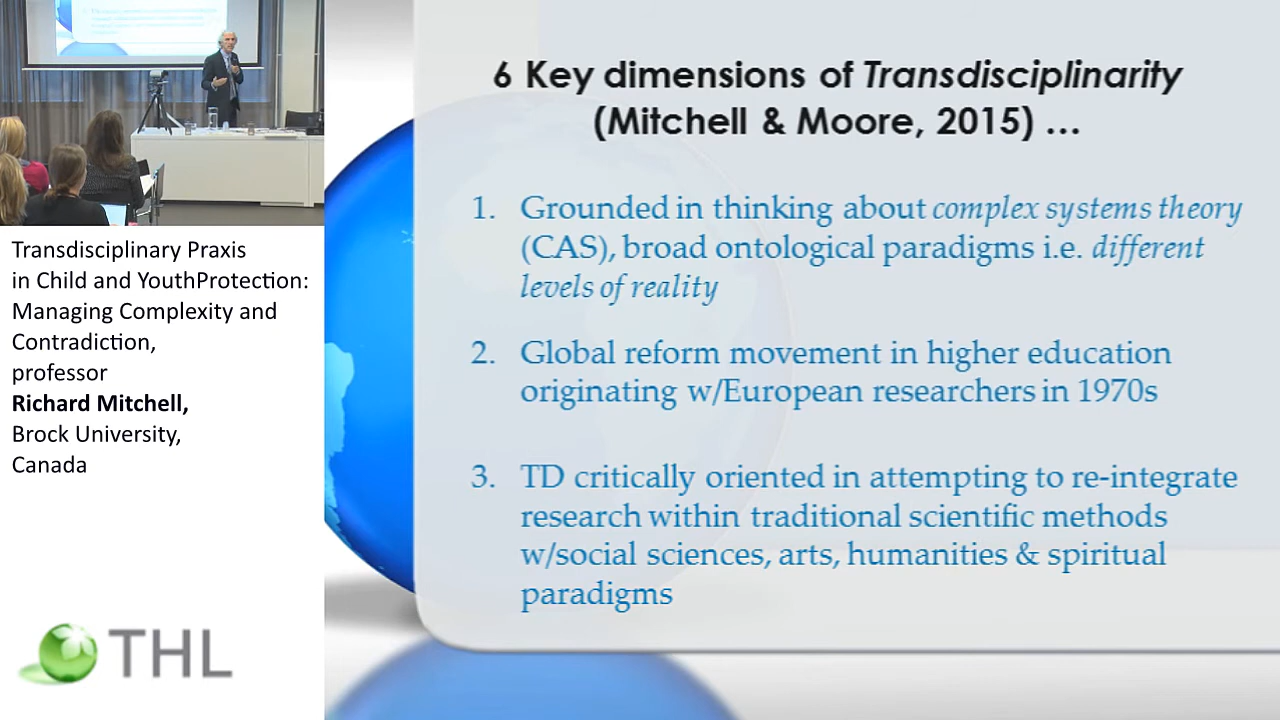 Transdisciplinary Praxis
in Child and YouthProtection:
Managing Complexity and
Contradiction,
professor
Richard Mitchell,
Brock University,
Canada
THL
6 Key dimensions of Transdisciplinarity
(Mitchell & Moore, 2015) ...
1. Grounded in thinking about complex systems theory
(CAS), broad ontological paradigms i.e. different
levels of reality
2. Global reform movement in higher education
originating w/European researchers in 1970s
3. TD critically oriented in attempting to re-integrate
research within traditional scientific methods
w/social sciences, arts, humanities & spiritual
paradigms